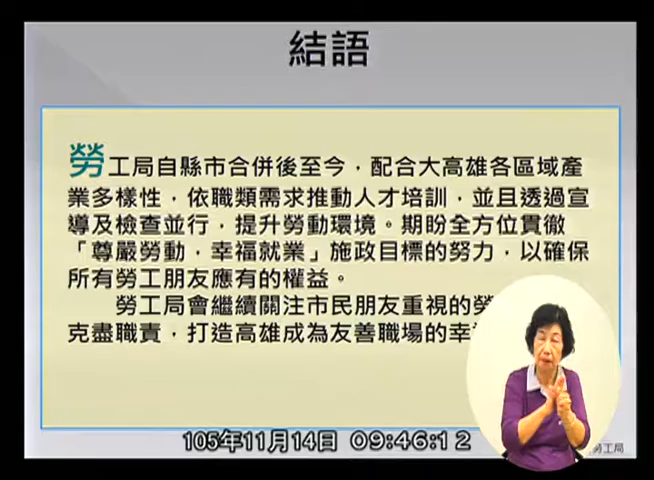 結語
勞工局自縣市合併後至今，配合大高雄各區域產
業多樣性，依職類需求推動人才培訓，並且透過宣
導及檢查並行，提升勞動環境。期盼全方位貫徹
「尊嚴勞動，幸福就業」施政目標的努力，以確保
所有勞工朋友應有的權益。
勞工局會繼續關注市民朋友重視的勞
克盡職責，打造高雄成為友善職場的幸
105年11月14日 09:46:12
勞工局